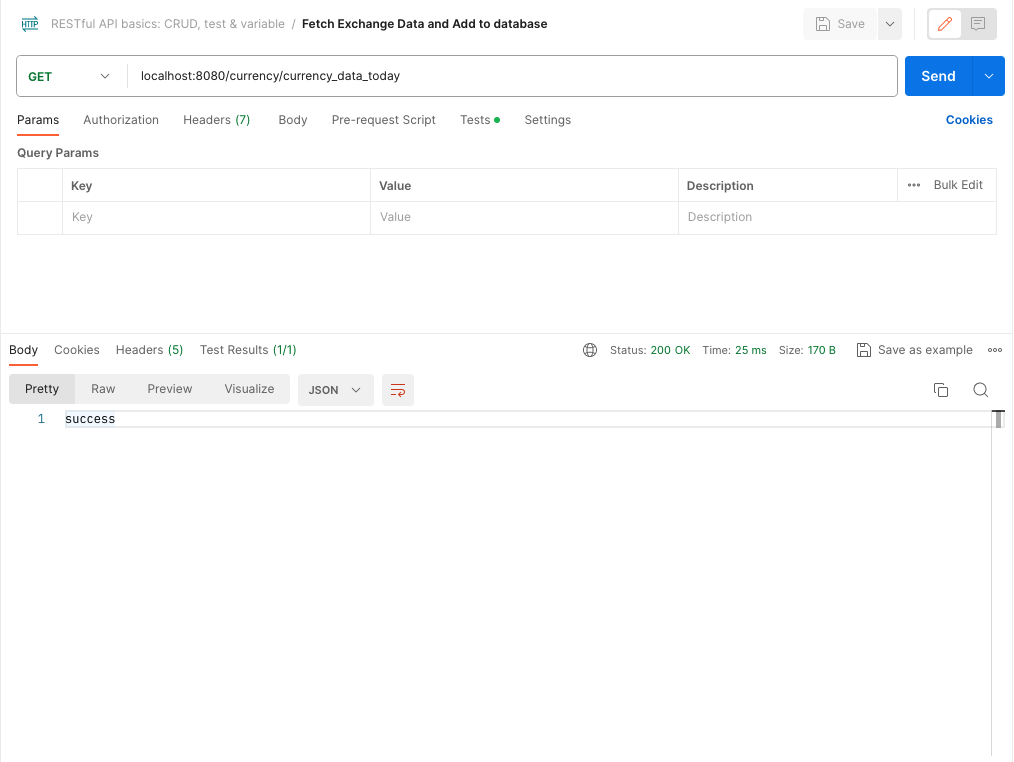 HTTP RESTful API basics: CRUD, test & variable / Fetch Exchange Data and Add to database Save
GET localhost:8080/currency/currency_data_today Send
Params Authorization Headers (7) Body Pre-request Script Tests Settings Cookies
Query Params
Key Value Description Bulk Edit
Key Value Description
Body Cookies Headers (5) Test Results (1/1) Status: 200 OK Time: 25 ms Size: 170 B Save as example
Pretty Raw Preview Visualize JSON
1 success